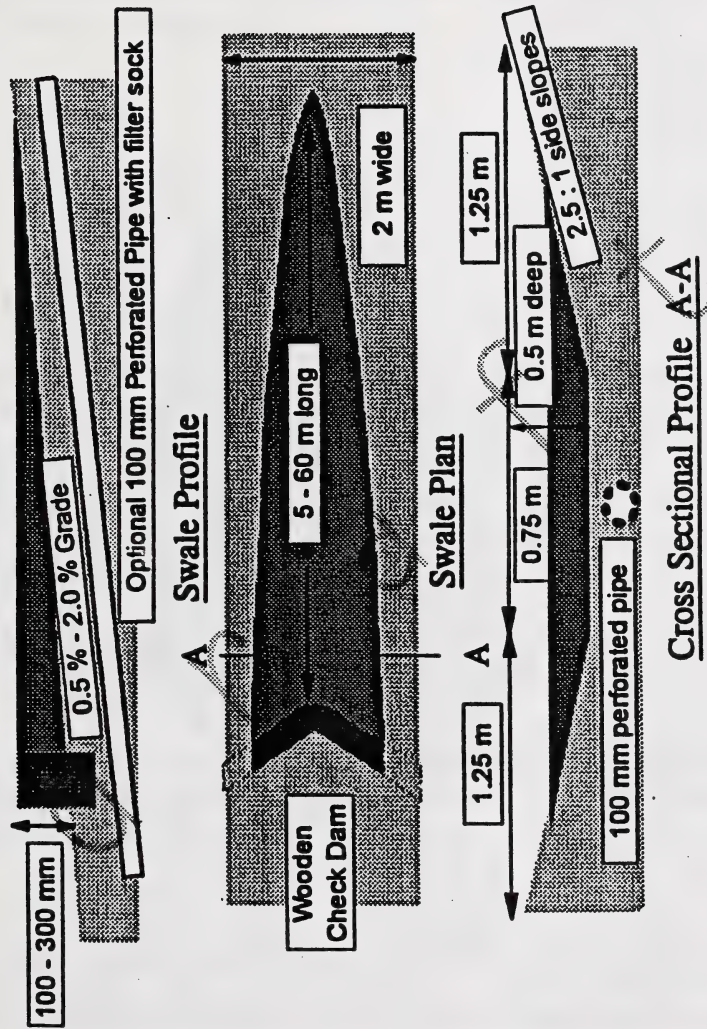 100 - 300 mm
0.5 % - 2.0 % Grade
Optional 100 mm Perforated Pipe with filter sock
Swale Profile
A
5 - 60 m long
2 m wide
Wooden
Check Dam
A
Swale Plan
1.25 m
0.75 m
0.5 m deep
1.25 m
2.5 : 1 side slopes
100 mm perforated pipe
Cross Sectional Profile A-A